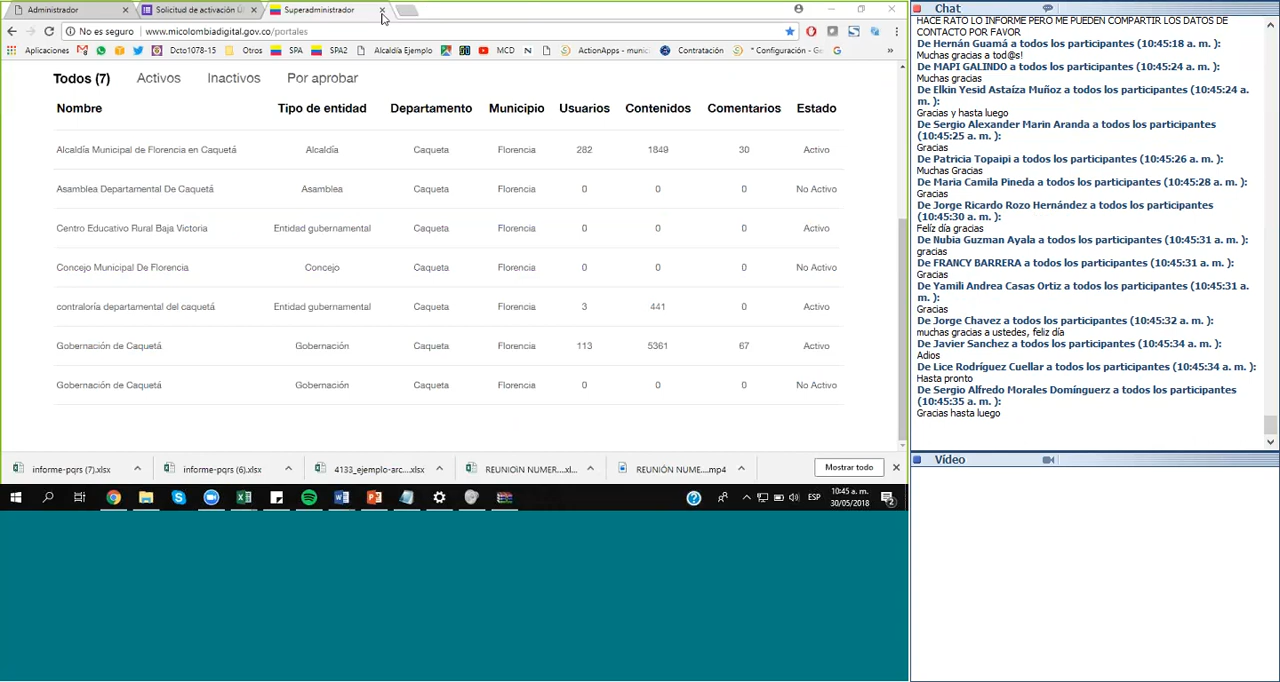 Administrador
Solicitud de activación Ú
Superadministrador
No es seguro | www.micolombiadigital.gov.co/portales
Aplicaciones Dcto1078-15 Otros SPA SPA2 Alcaldía Ejemplo MCD ActionApps - munic Contratación * Configuración - Ge »
Todos (7) Activos Inactivos Por aprobar
Nombre Tipo de entidad Departamento Municipio Usuarios Contenidos Comentarios Estado
Alcaldía Municipal de Florencia en Caquetá Alcaldía Caqueta Florencia 282 1849 30 Activo
Asamblea Departamental De Caquetá Asamblea Caqueta Florencia 0 0 0 No Activo
Centro Educativo Rural Baja Victoria Entidad gubernamental Caqueta Florencia 0 0 0 Activo
Concejo Municipal De Florencia Concejo Caqueta Florencia 0 0 0 No Activo
contraloría departamental del caquetá Entidad gubernamental Caqueta Florencia 3 441 0 Activo
Gobernación de Caquetá Gobernación Caqueta Florencia 113 5361 67 Activo
Gobernación de Caquetá Gobernación Caqueta Florencia 0 0 0 No Activo
informe-pqrs (7).xlsx informe-pqrs (6).xlsx 4133_ejemplo-arc....xlsx REUNIOìN NUMER....xl... REUNIÓN NUME....mp4 Mostrar todo
ESP
10:45 a. m.
30/05/2018
Chat
HACE RATO LO INFORME PERO ME PUEDEN COMPARTIR LOS DATOS DE
CONTACTO POR FAVOR
De Hernán Guamá a todos los participantes (10:45:18 a. m. ):
Muchas gracias a tod@s!
De MAPI GALINDO a todos los participantes (10:45:24 a. m. ):
Muchas gracias
De Elkin Yesid Astaíza Muñoz a todos los participantes (10:45:24 a.
m. ):
Gracias y hasta luego
De Sergio Alexander Marin Aranda a todos los participantes
(10:45:25 a. m. ):
Gracias
De Patricia Topaipi a todos los participantes (10:45:26 a. m. ):
Muchas Gracias
De Maria Camila Pineda a todos los participantes (10:45:28 a. m. ):
Gracias
De Jorge Ricardo Rozo Hernández a todos los participantes
(10:45:30 a. m. ):
Felíz día gracias
De Nubia Guzman Ayala a todos los participantes (10:45:31 a. m. ):
gracias
De FRANCY BARRERA a todos los participantes (10:45:31 a. m. ):
Gracias
De Yamili Andrea Casas Ortiz a todos los participantes (10:45:31 a.
m. ):
Gracias
De Jorge Chavez a todos los participantes (10:45:32 a. m. ):
muchas gracias a ustedes, feliz día
De Javier Sanchez a todos los participantes (10:45:34 a. m. ):
Adios
De Lice Rodríguez Cuellar a todos los participantes (10:45:34 a. m. ):
Hasta pronto
De Sergio Alfredo Morales Domínguerz a todos los participantes
(10:45:35 a. m. ):
Gracias hasta luego
Vídeo